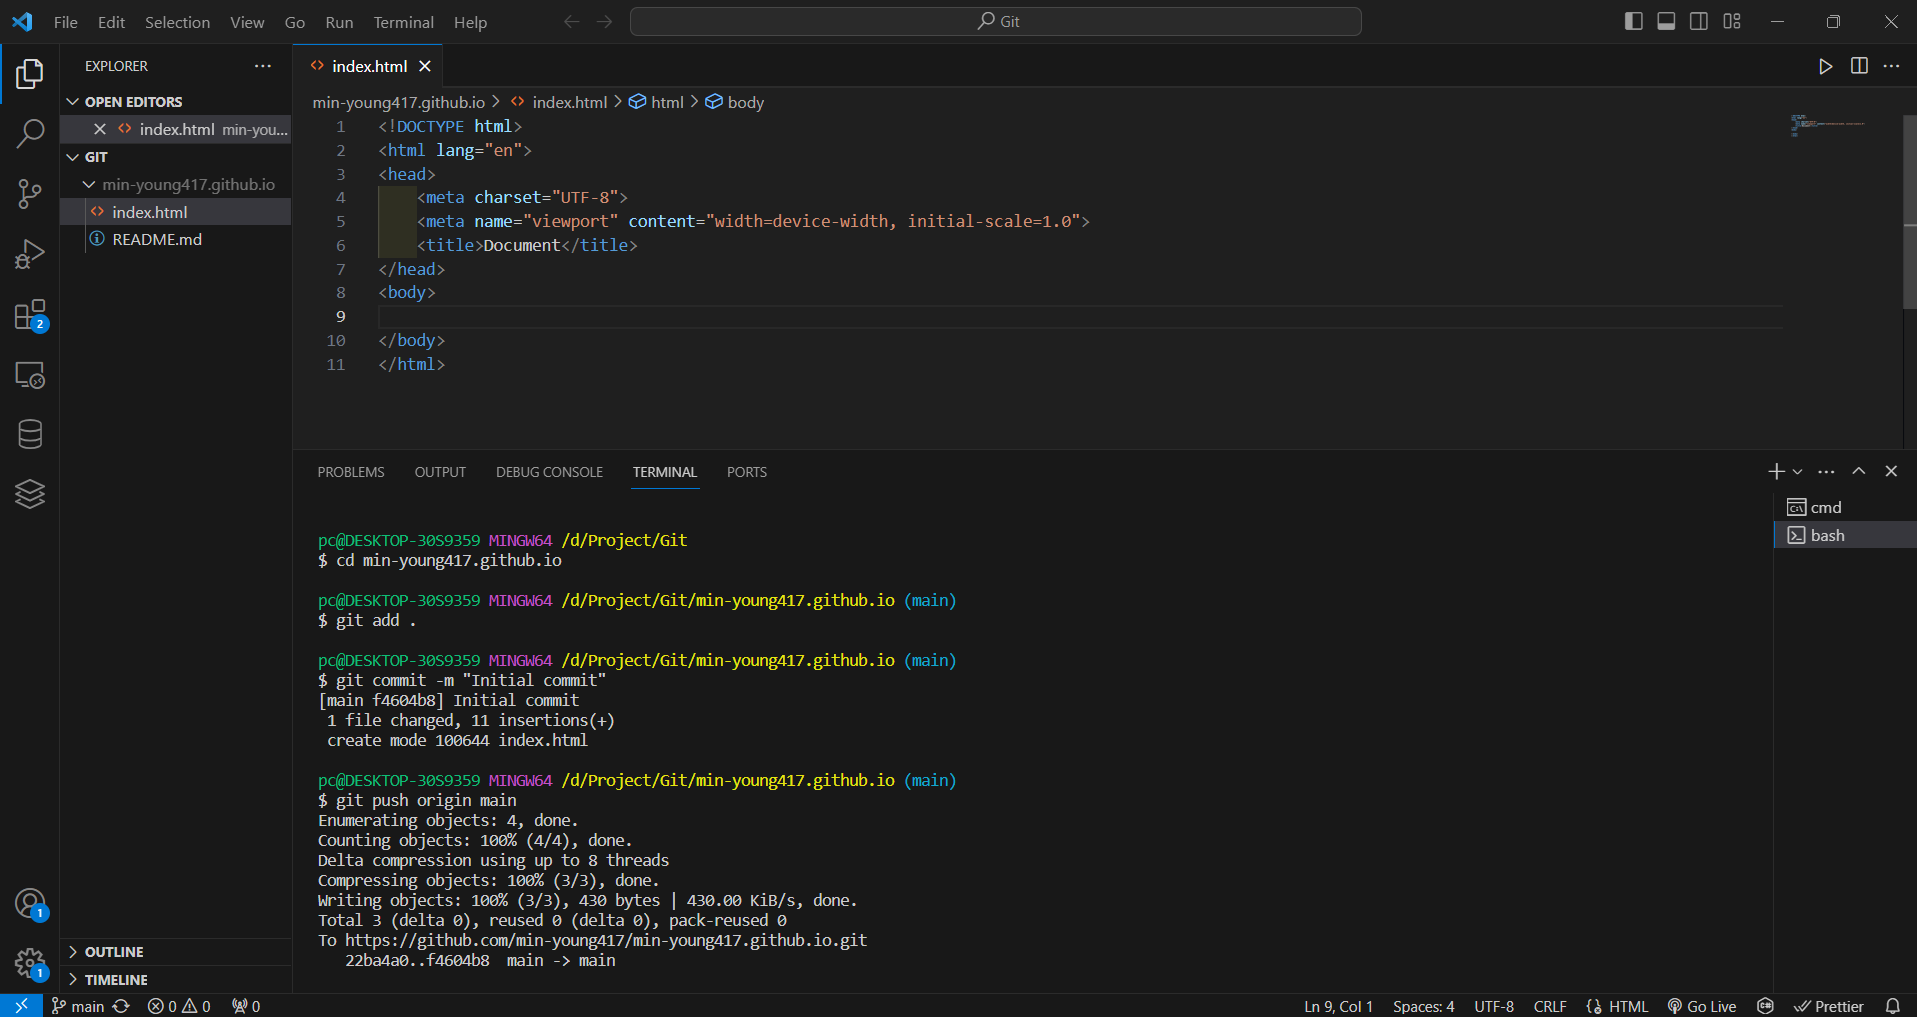 File Edit Selection View Go Run Terminal Help
Git
EXPLORER
OPEN EDITORS
index.html min-you...
GIT
min-young417.github.io
index.html
README.md
2
1
1
OUTLINE
TIMELINE
index.html
min-young417.github.io > index.html > html > body
1 <!DOCTYPE html>
2 <html lang="en">
3 <head>
4 <meta charset="UTF-8">
5 <meta name="viewport" content="width=device-width, initial-scale=1.0">
6 <title>Document</title>
7 </head>
8 <body>
9
10 </body>
11 </html>
PROBLEMS OUTPUT DEBUG CONSOLE TERMINAL PORTS
cmd
bash
pc@DESKTOP-30S9359 MINGW64 /d/Project/Git
$ cd min-young417.github.io
pc@DESKTOP-30S9359 MINGW64 /d/Project/Git/min-young417.github.io (main)
$ git add .
pc@DESKTOP-30S9359 MINGW64 /d/Project/Git/min-young417.github.io (main)
$ git commit -m "Initial commit"
[main f4604b8] Initial commit
1 file changed, 11 insertions(+)
create mode 100644 index.html
pc@DESKTOP-30S9359 MINGW64 /d/Project/Git/min-young417.github.io (main)
$ git push origin main
Enumerating objects: 4, done.
Counting objects: 100% (4/4), done.
Delta compression using up to 8 threads
Compressing objects: 100% (3/3), done.
Writing objects: 100% (3/3), 430 bytes | 430.00 KiB/s, done.
Total 3 (delta 0), reused 0 (delta 0), pack-reused 0
To https://github.com/min-young417/min-young417.github.io.git
22ba4a0..f4604b8 main -> main
main 0 0 0 Ln 9, Col 1 Spaces: 4 UTF-8 CRLF HTML Go Live Prettier